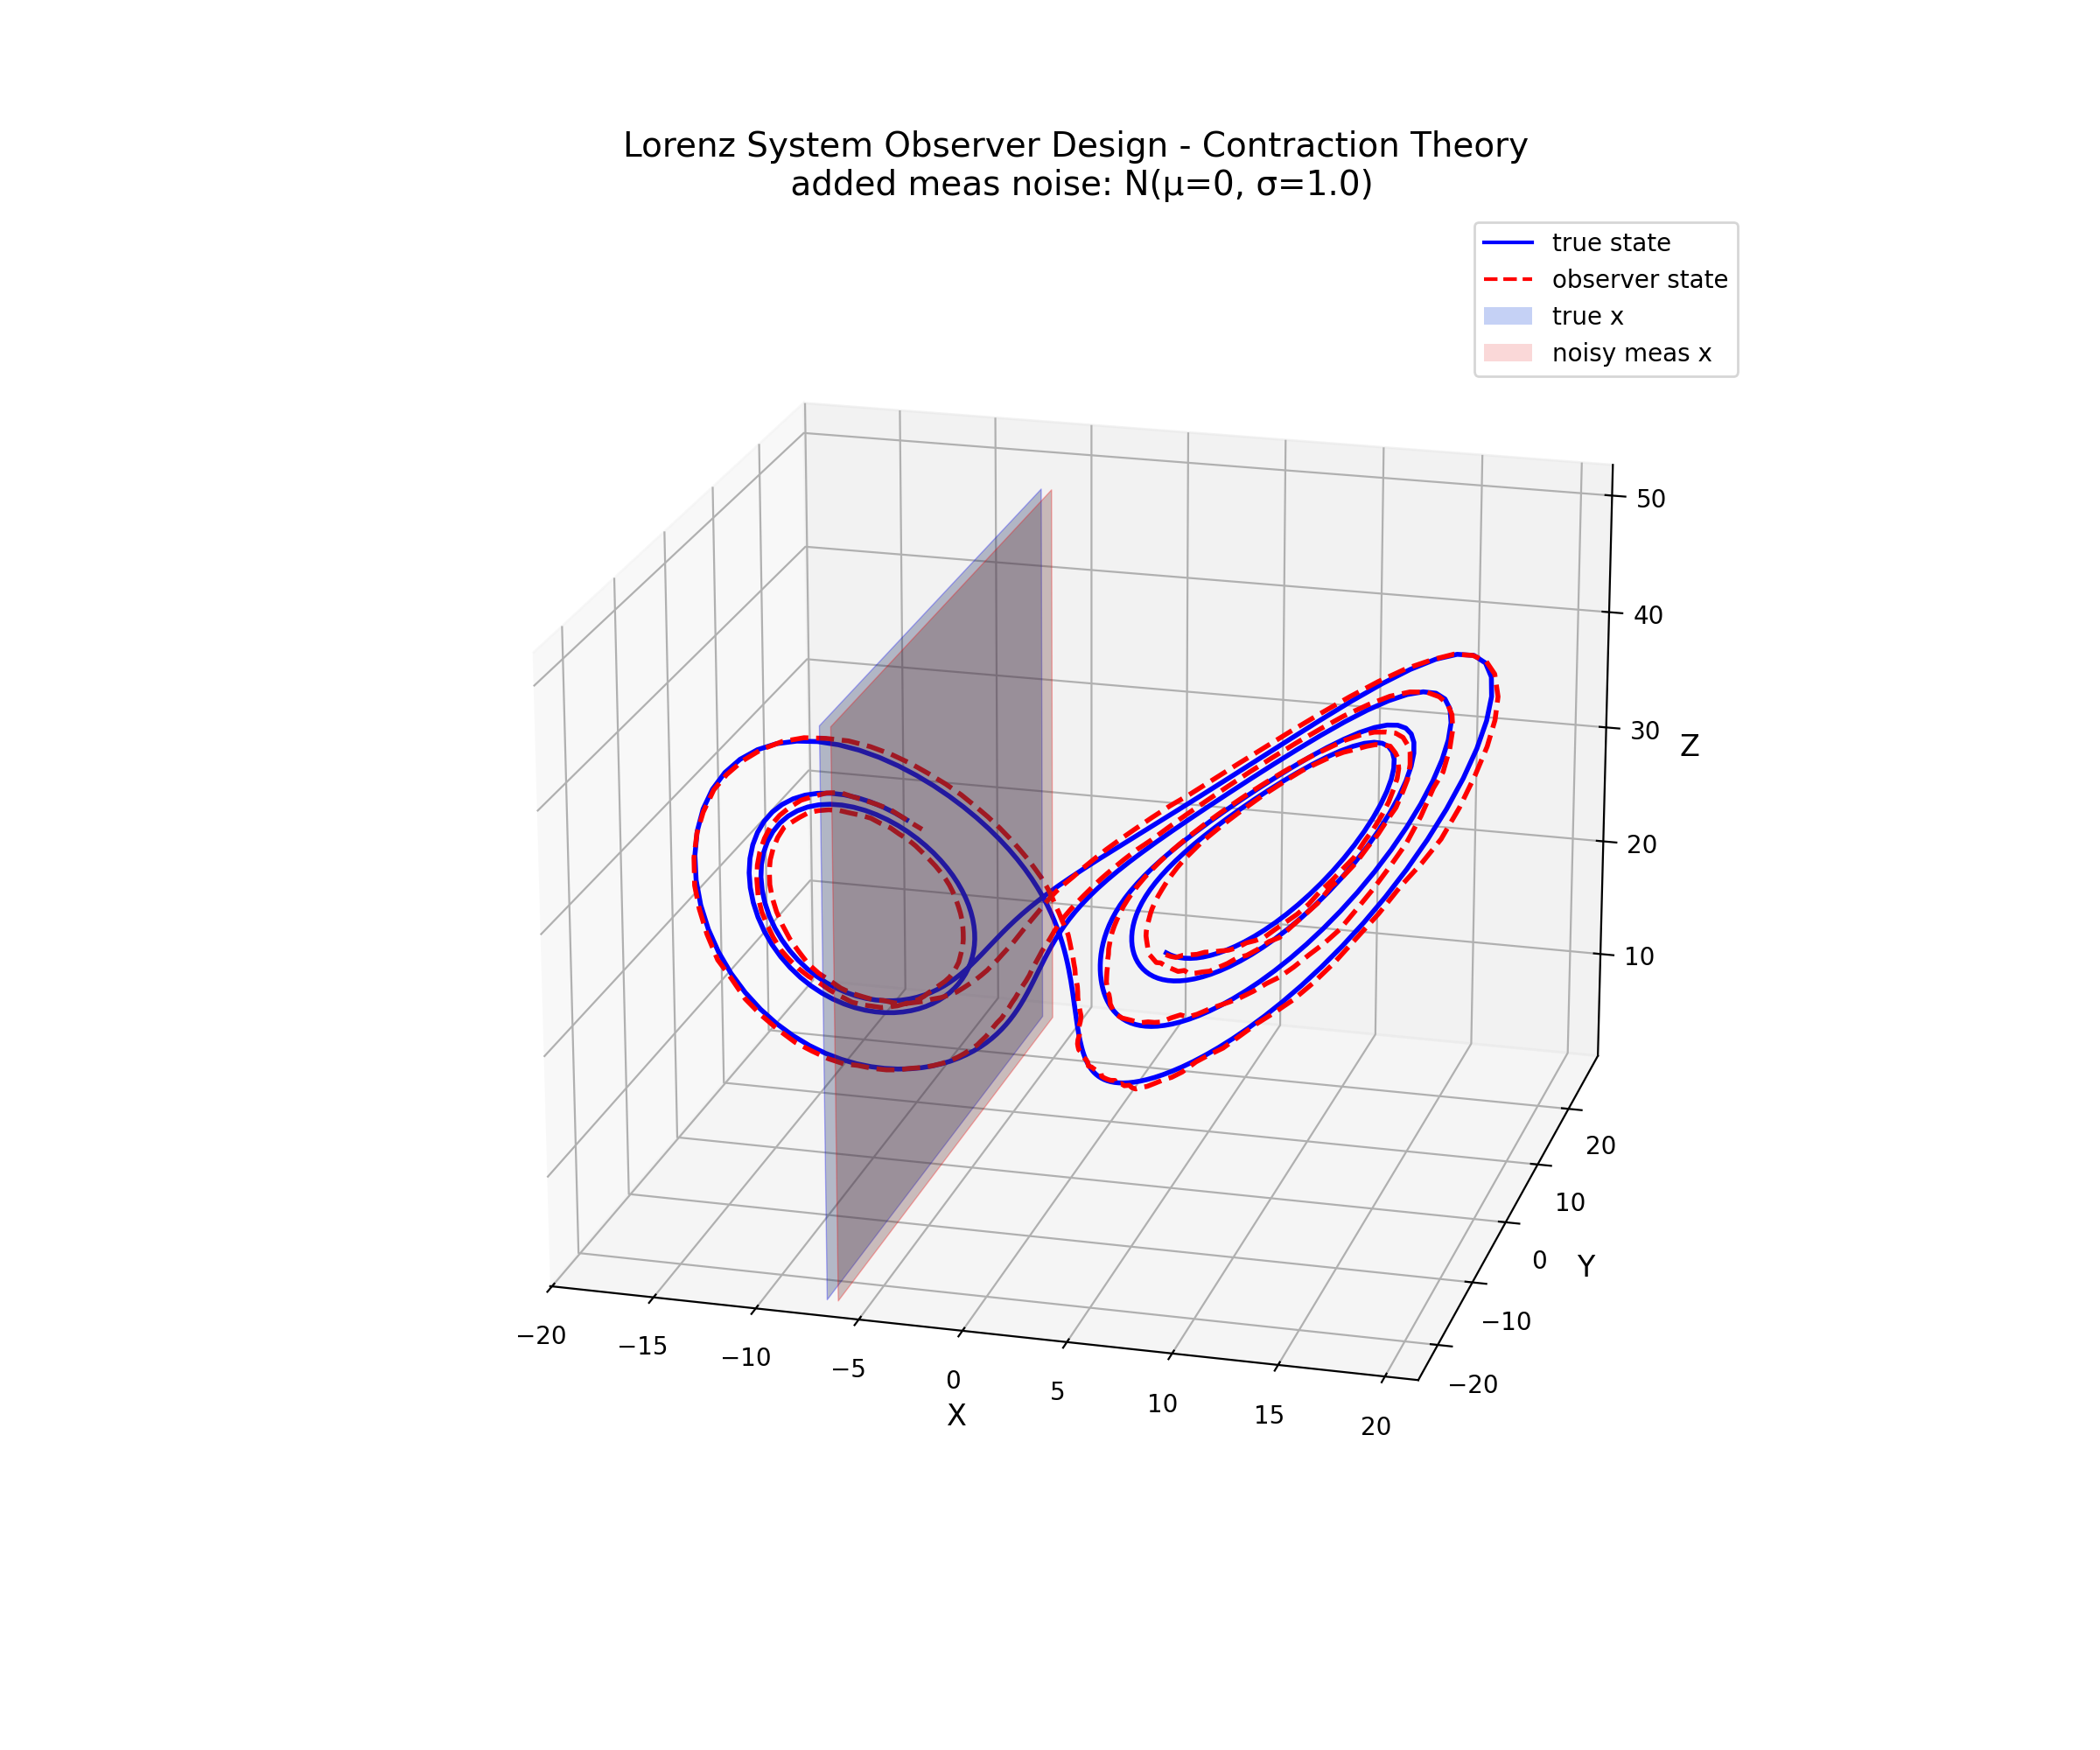 Lorenz System Observer Design - Contraction Theory
added meas noise: N(μ=0, σ=1.0)
true state
observer state
true x
noisy meas x
50
40
30
Z
20
10
20
10
0
Y
−10
−20
−20
−15
−10
−5
0
5
10
15
20
X